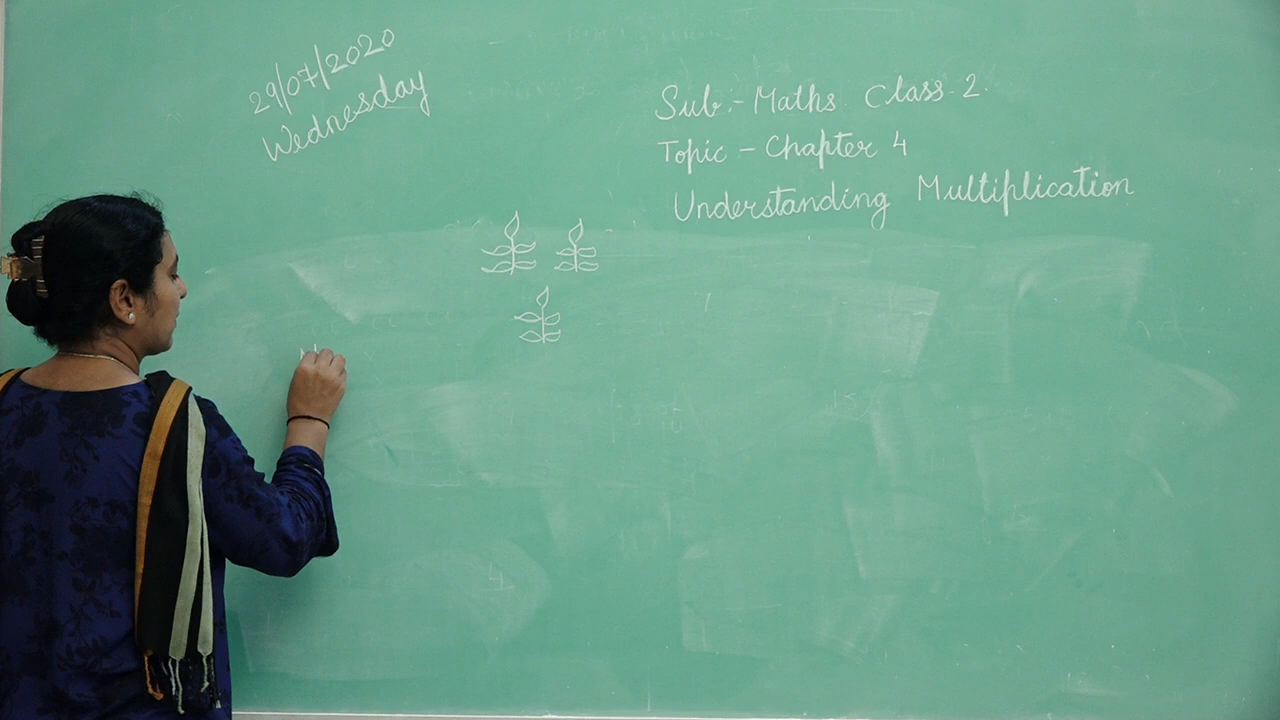 29/07/2020
Wednesday
Sub:- Maths Class-2.
Topic - Chapter 4
Understanding Multiplication